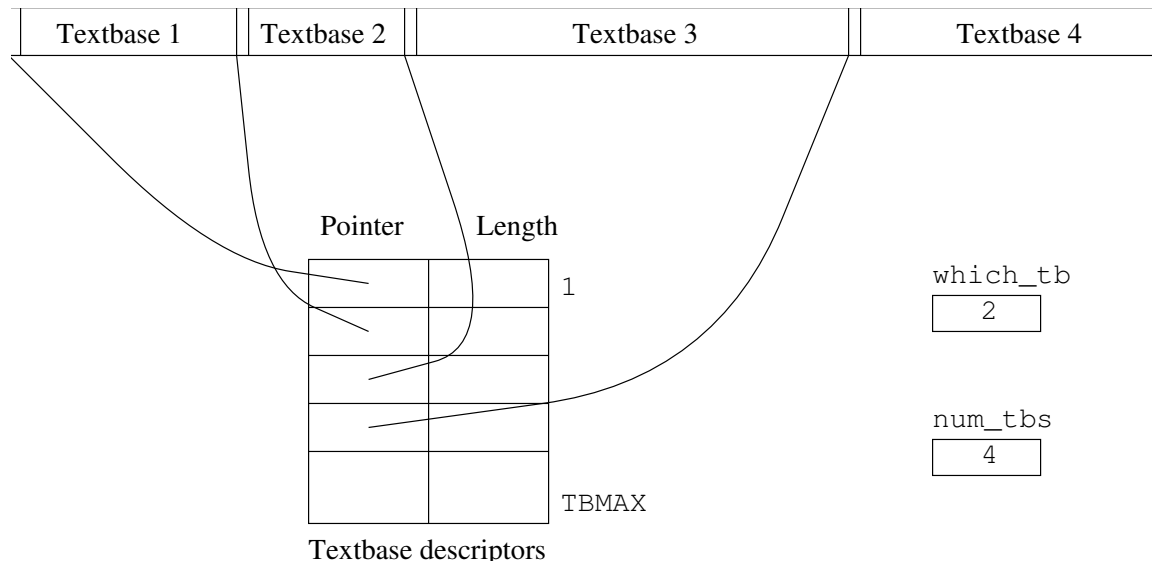 Textbase 1 Textbase 2 Textbase 3 Textbase 4
Pointer Length
1
which_tb
2
num_tbs
4
TBMAX
Textbase descriptors